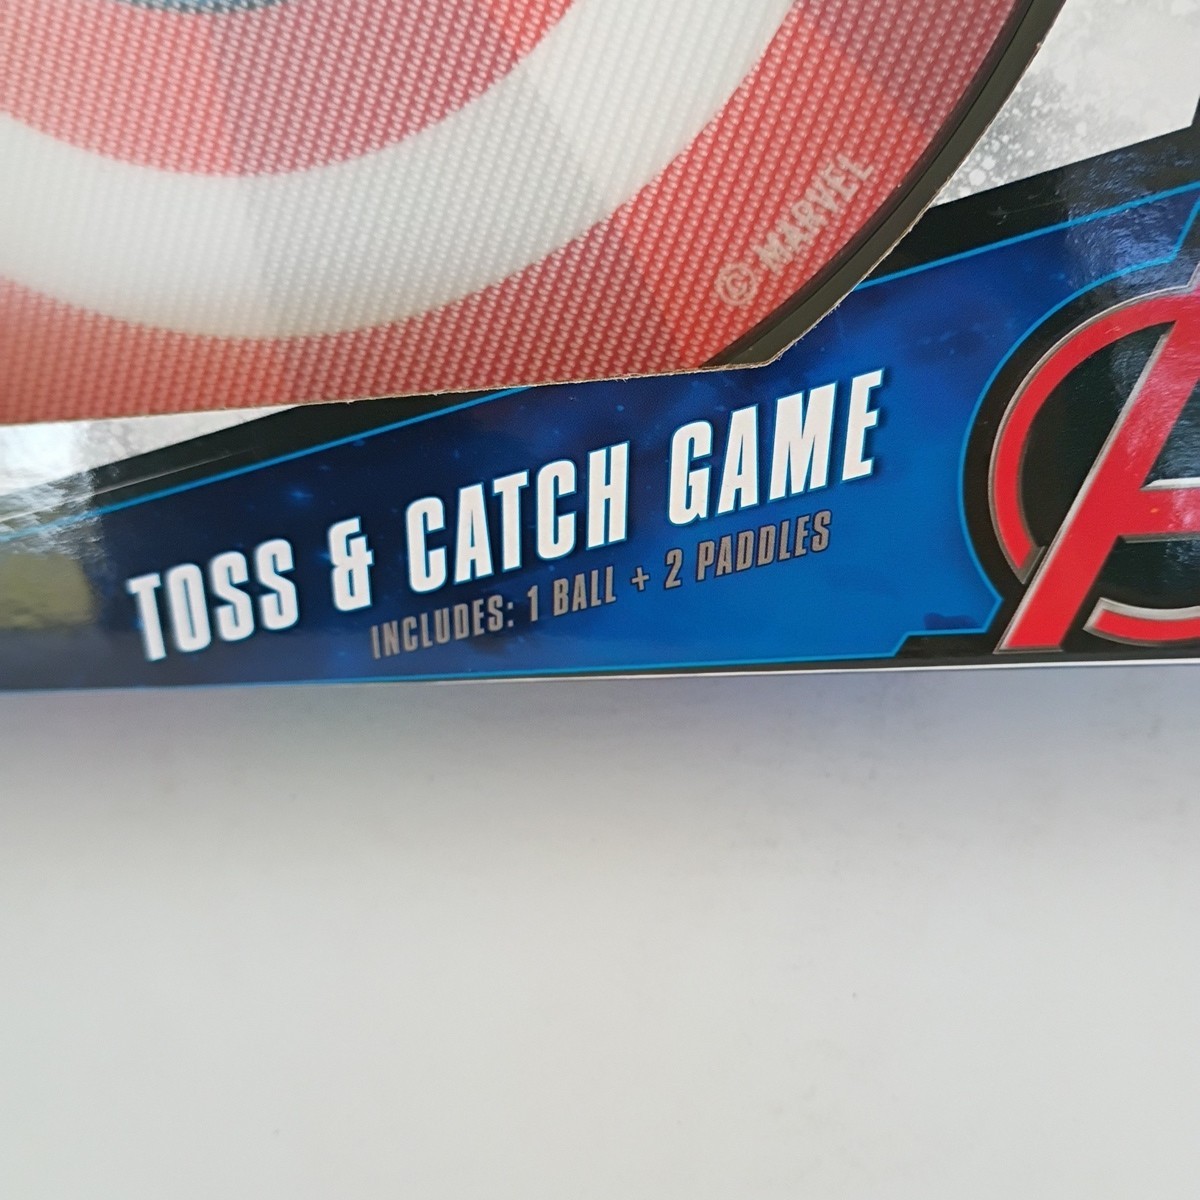 © MARVEL
TOSS & CATCH GAME
INCLUDES: 1 BALL + 2 PADDLES